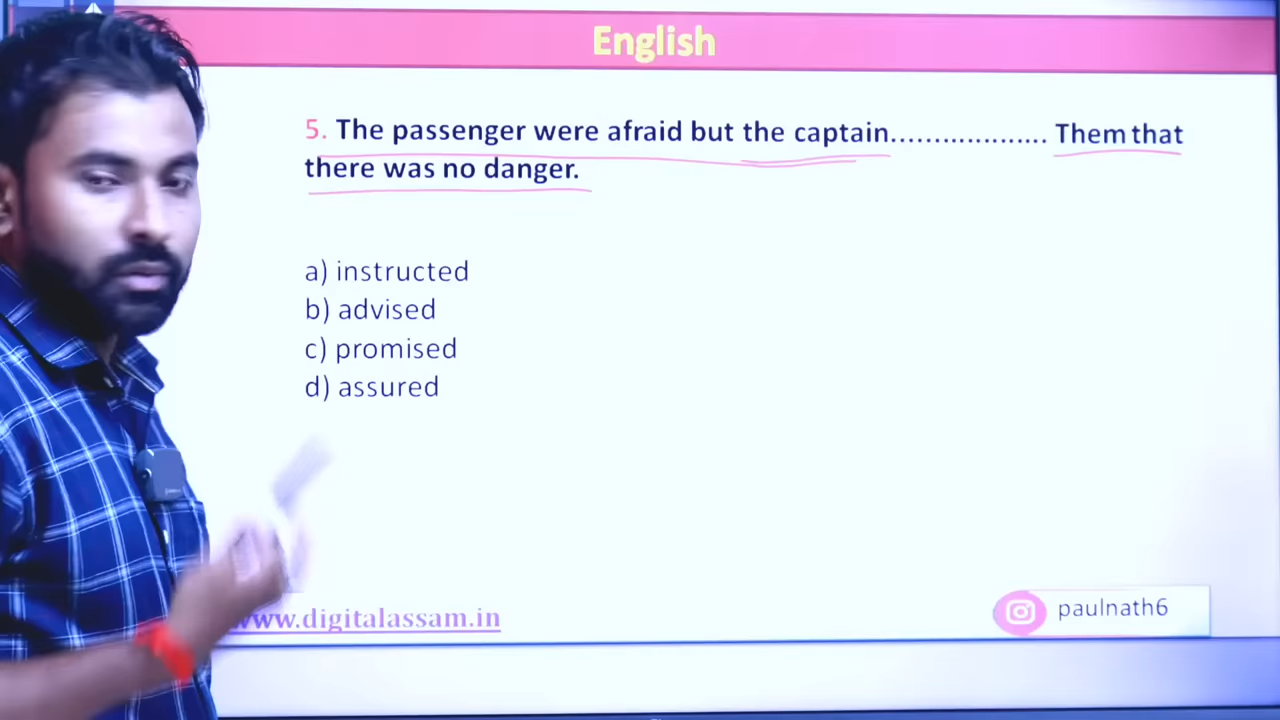 English
5. The passenger were afraid but the captain................... Them that
there was no danger.
a) instructed
b) advised
c) promised
d) assured
www.digitalassam.in
paulnath6